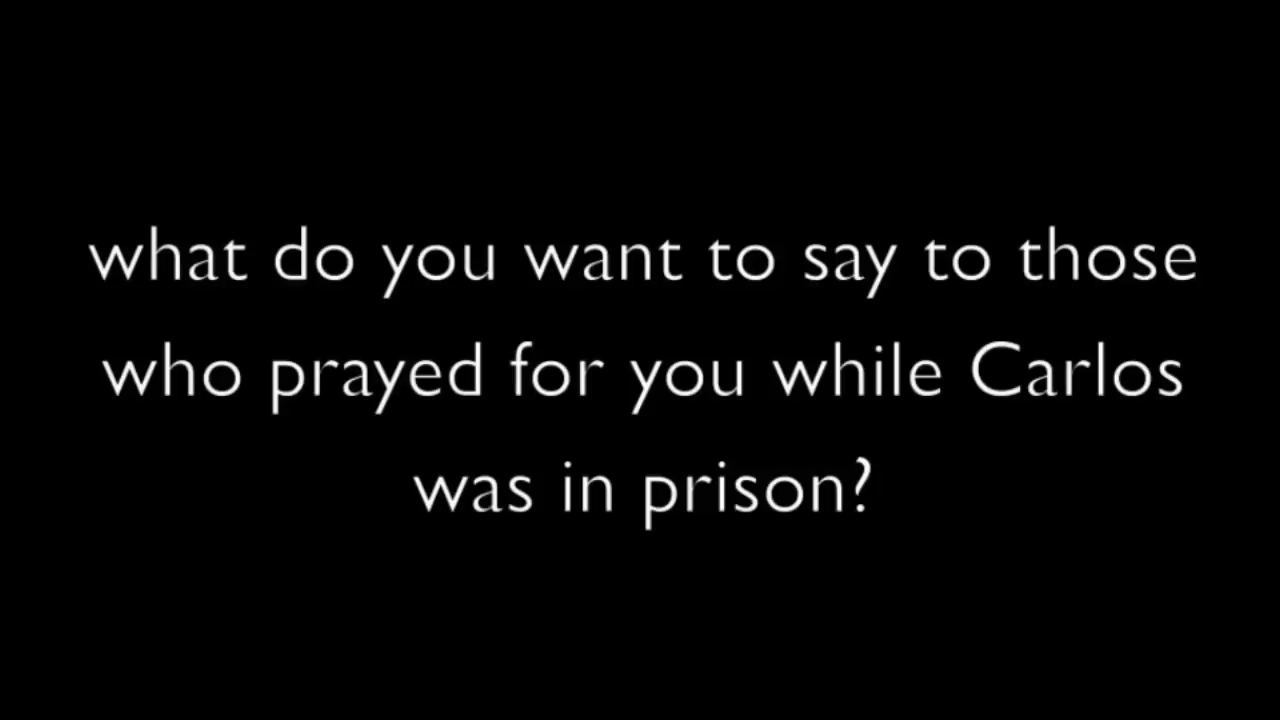 what do you want to say to those
who prayed for you while Carlos
was in prison?